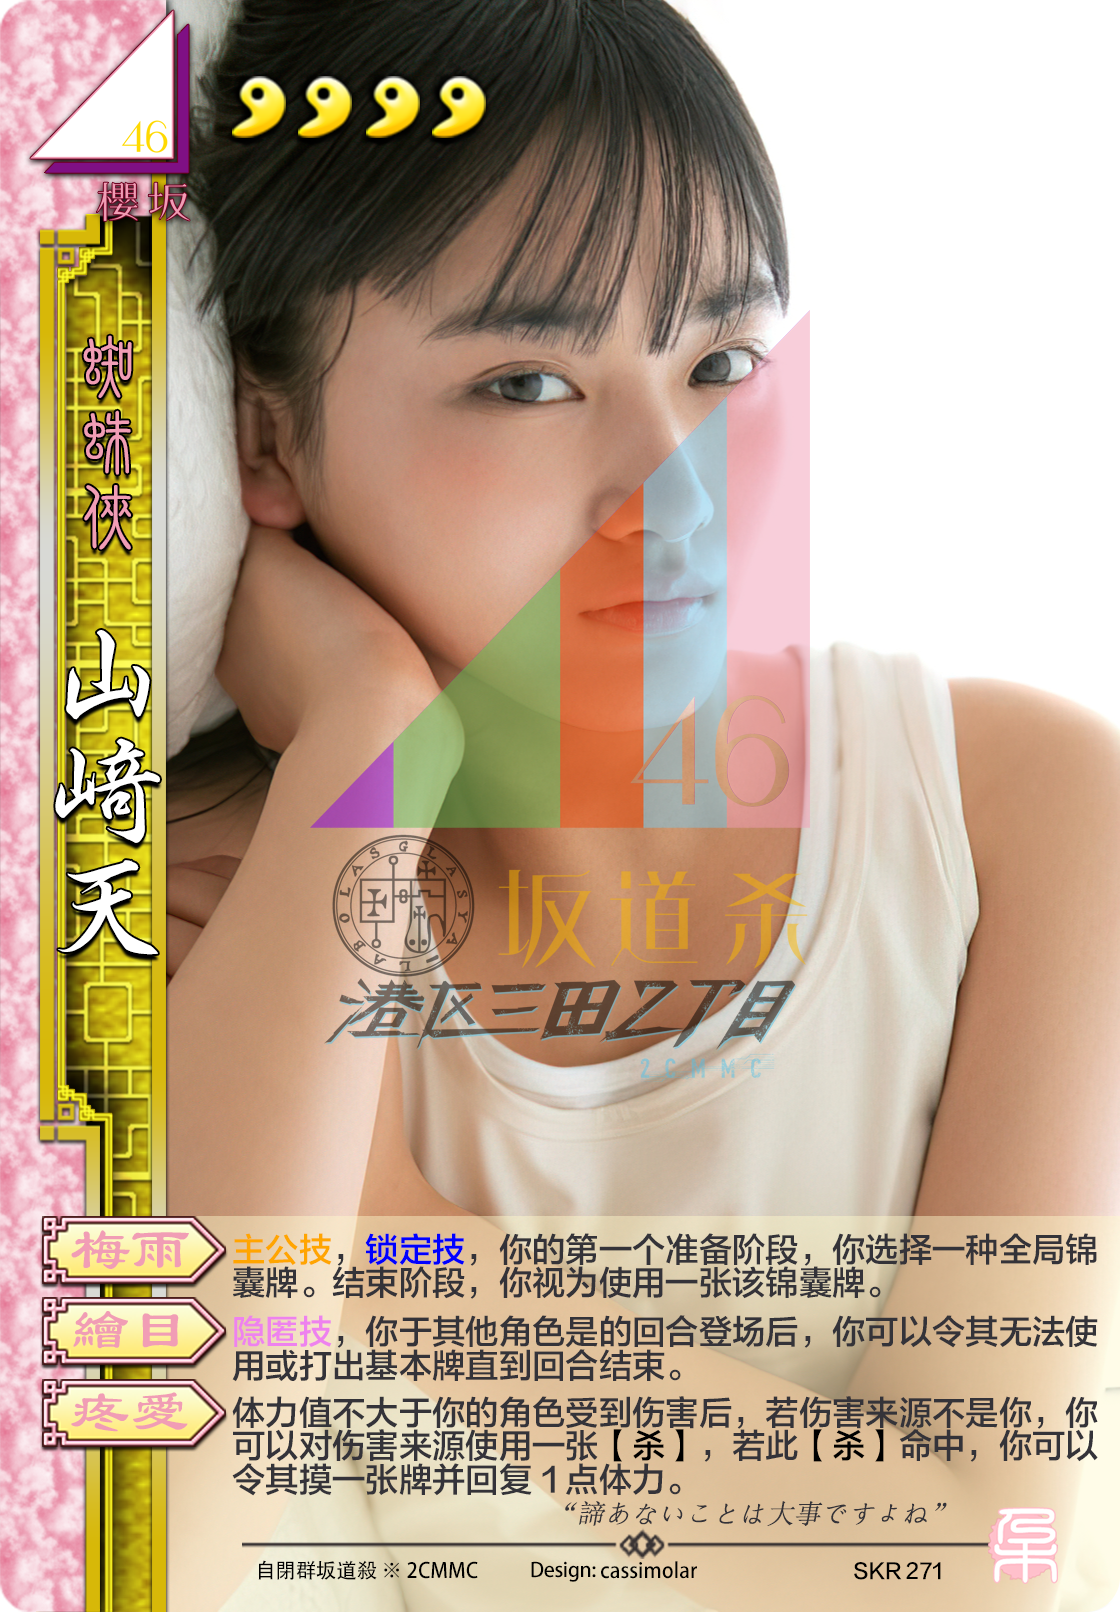 46
櫻坂
蜘蛛俠
山﨑天
46
GLASYA-LABOLAS
坂道杀
港区三田2丁目
2CMMC
梅雨
主公技，锁定技，你的第一个准备阶段，你选择一种全局锦
囊牌。结束阶段，你视为使用一张该锦囊牌。
繪目
隐匿技，你于其他角色是的回合登场后，你可以令其无法使
用或打出基本牌直到回合结束。
疼愛
体力值不大于你的角色受到伤害后，若伤害来源不是你，你
可以对伤害来源使用一张【杀】，若此【杀】命中，你可以
令其摸一张牌并回复1点体力。
“諦あないことは大事ですよね”
自閉群坂道殺 ※ 2CMMC
Design: cassimolar
SKR 271